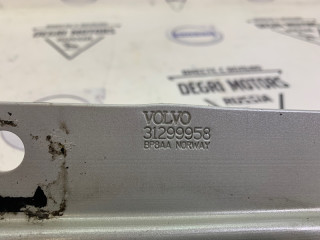 DEGRI MOTORS
RUSSIA
VOLVO
31299958
BP8AA NORWAY